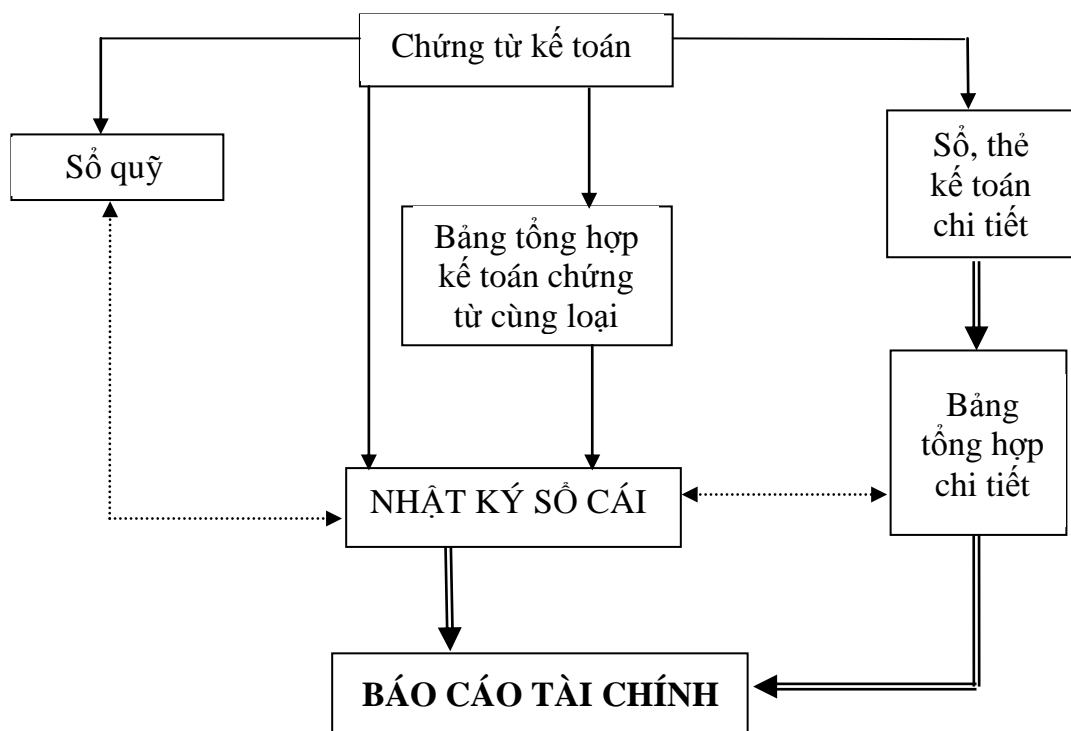 Chứng từ kế toán
Sổ quỹ
Bảng tổng hợp
kế toán chứng
từ cùng loại
Sổ, thẻ
kế toán
chi tiết
Bảng
tổng hợp
chi tiết
NHẬT KÝ SỔ CÁI
BÁO CÁO TÀI CHÍNH